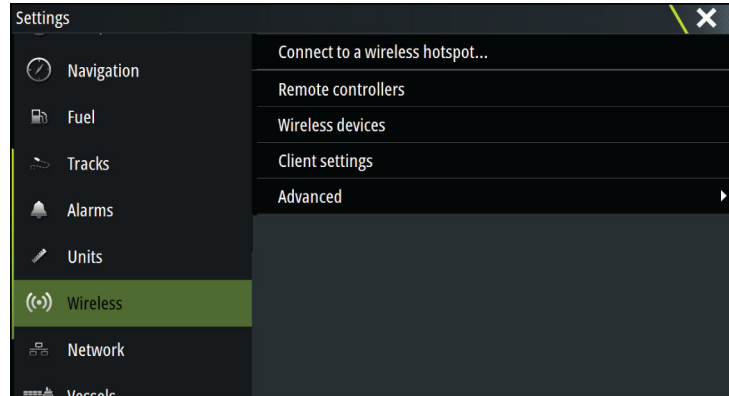 Settings
Navigation
Fuel
Tracks
Alarms
Units
Wireless
Network
Vessels
Connect to a wireless hotspot...
Remote controllers
Wireless devices
Client settings
Advanced